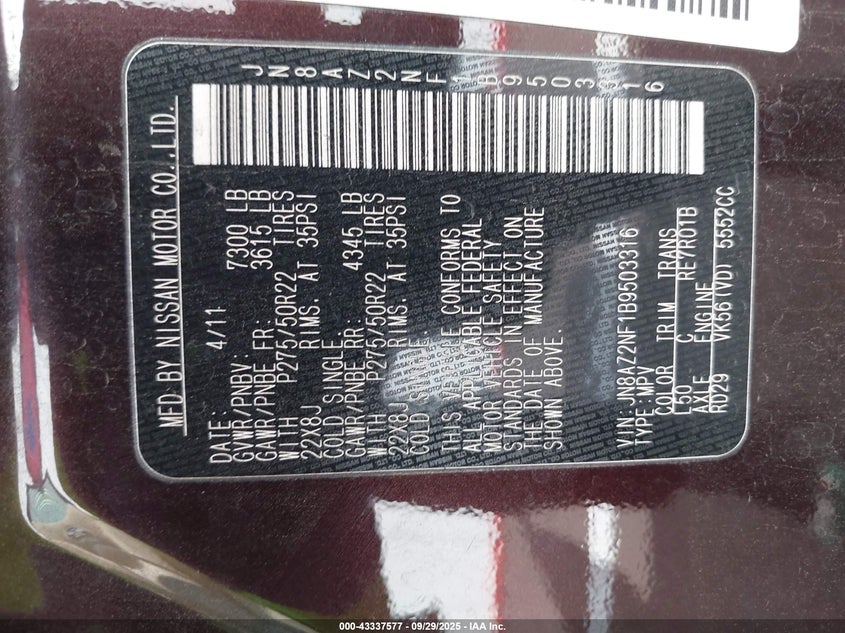 JN8AZ2NF1B9503316
MFD BY NISSAN MOTOR CO.,LTD.
DATE: 4/11
GVWR/PNBV: 7300 LB
GAWR/PNBE FR: 3615 LB
WITH P275/50R22 TIRES
22X8J RIMS. AT 35PSI
COLD SINGLE.
GAWR/PNBE RR: 4345 LB
WITH P275/50R22 TIRES
22X8J RIMS. AT 35PSI
COLD SINGLE.
THIS VEHICLE CONFORMS TO
ALL APPLICABLE FEDERAL
MOTOR VEHICLE SAFETY
STANDARDS IN EFFECT ON
THE DATE OF MANUFACTURE
SHOWN ABOVE.
VIN: JN8AZ2NF1B9503316
TYPE: MPV
COLOR TRIM TRANS
L50 C RE7R01B
AXLE ENGINE
RD29 VK56 VD1 5552CC
000-43337577 - 09/29/2025 - IAA Inc.